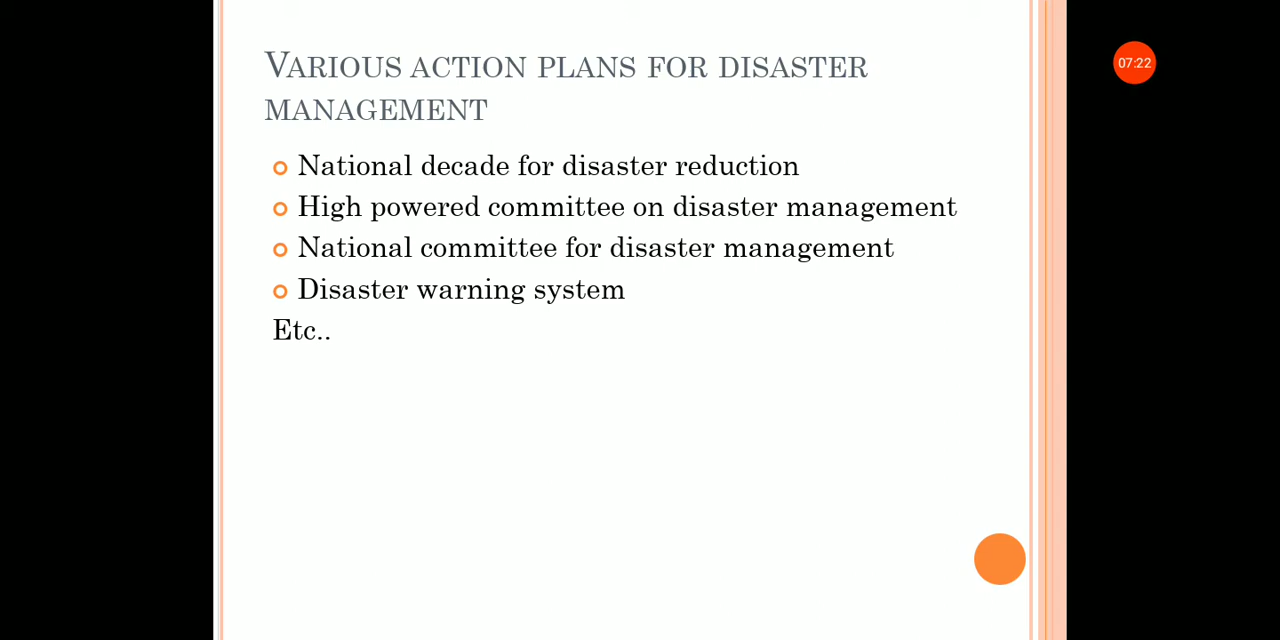 VARIOUS ACTION PLANS FOR DISASTER
MANAGEMENT
National decade for disaster reduction
High powered committee on disaster management
National committee for disaster management
Disaster warning system
Etc..
07:22